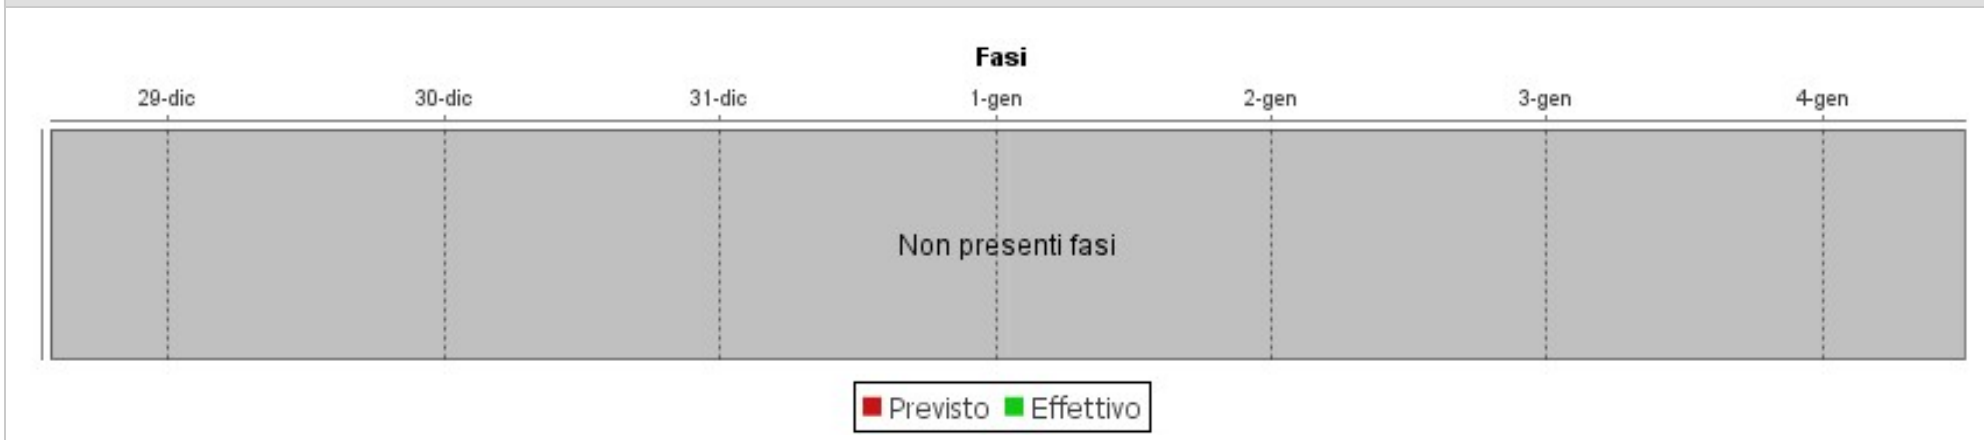 Fasi
29-dic 30-dic 31-dic 1-gen 2-gen 3-gen 4-gen
Non presenti fasi
Previsto Effettivo